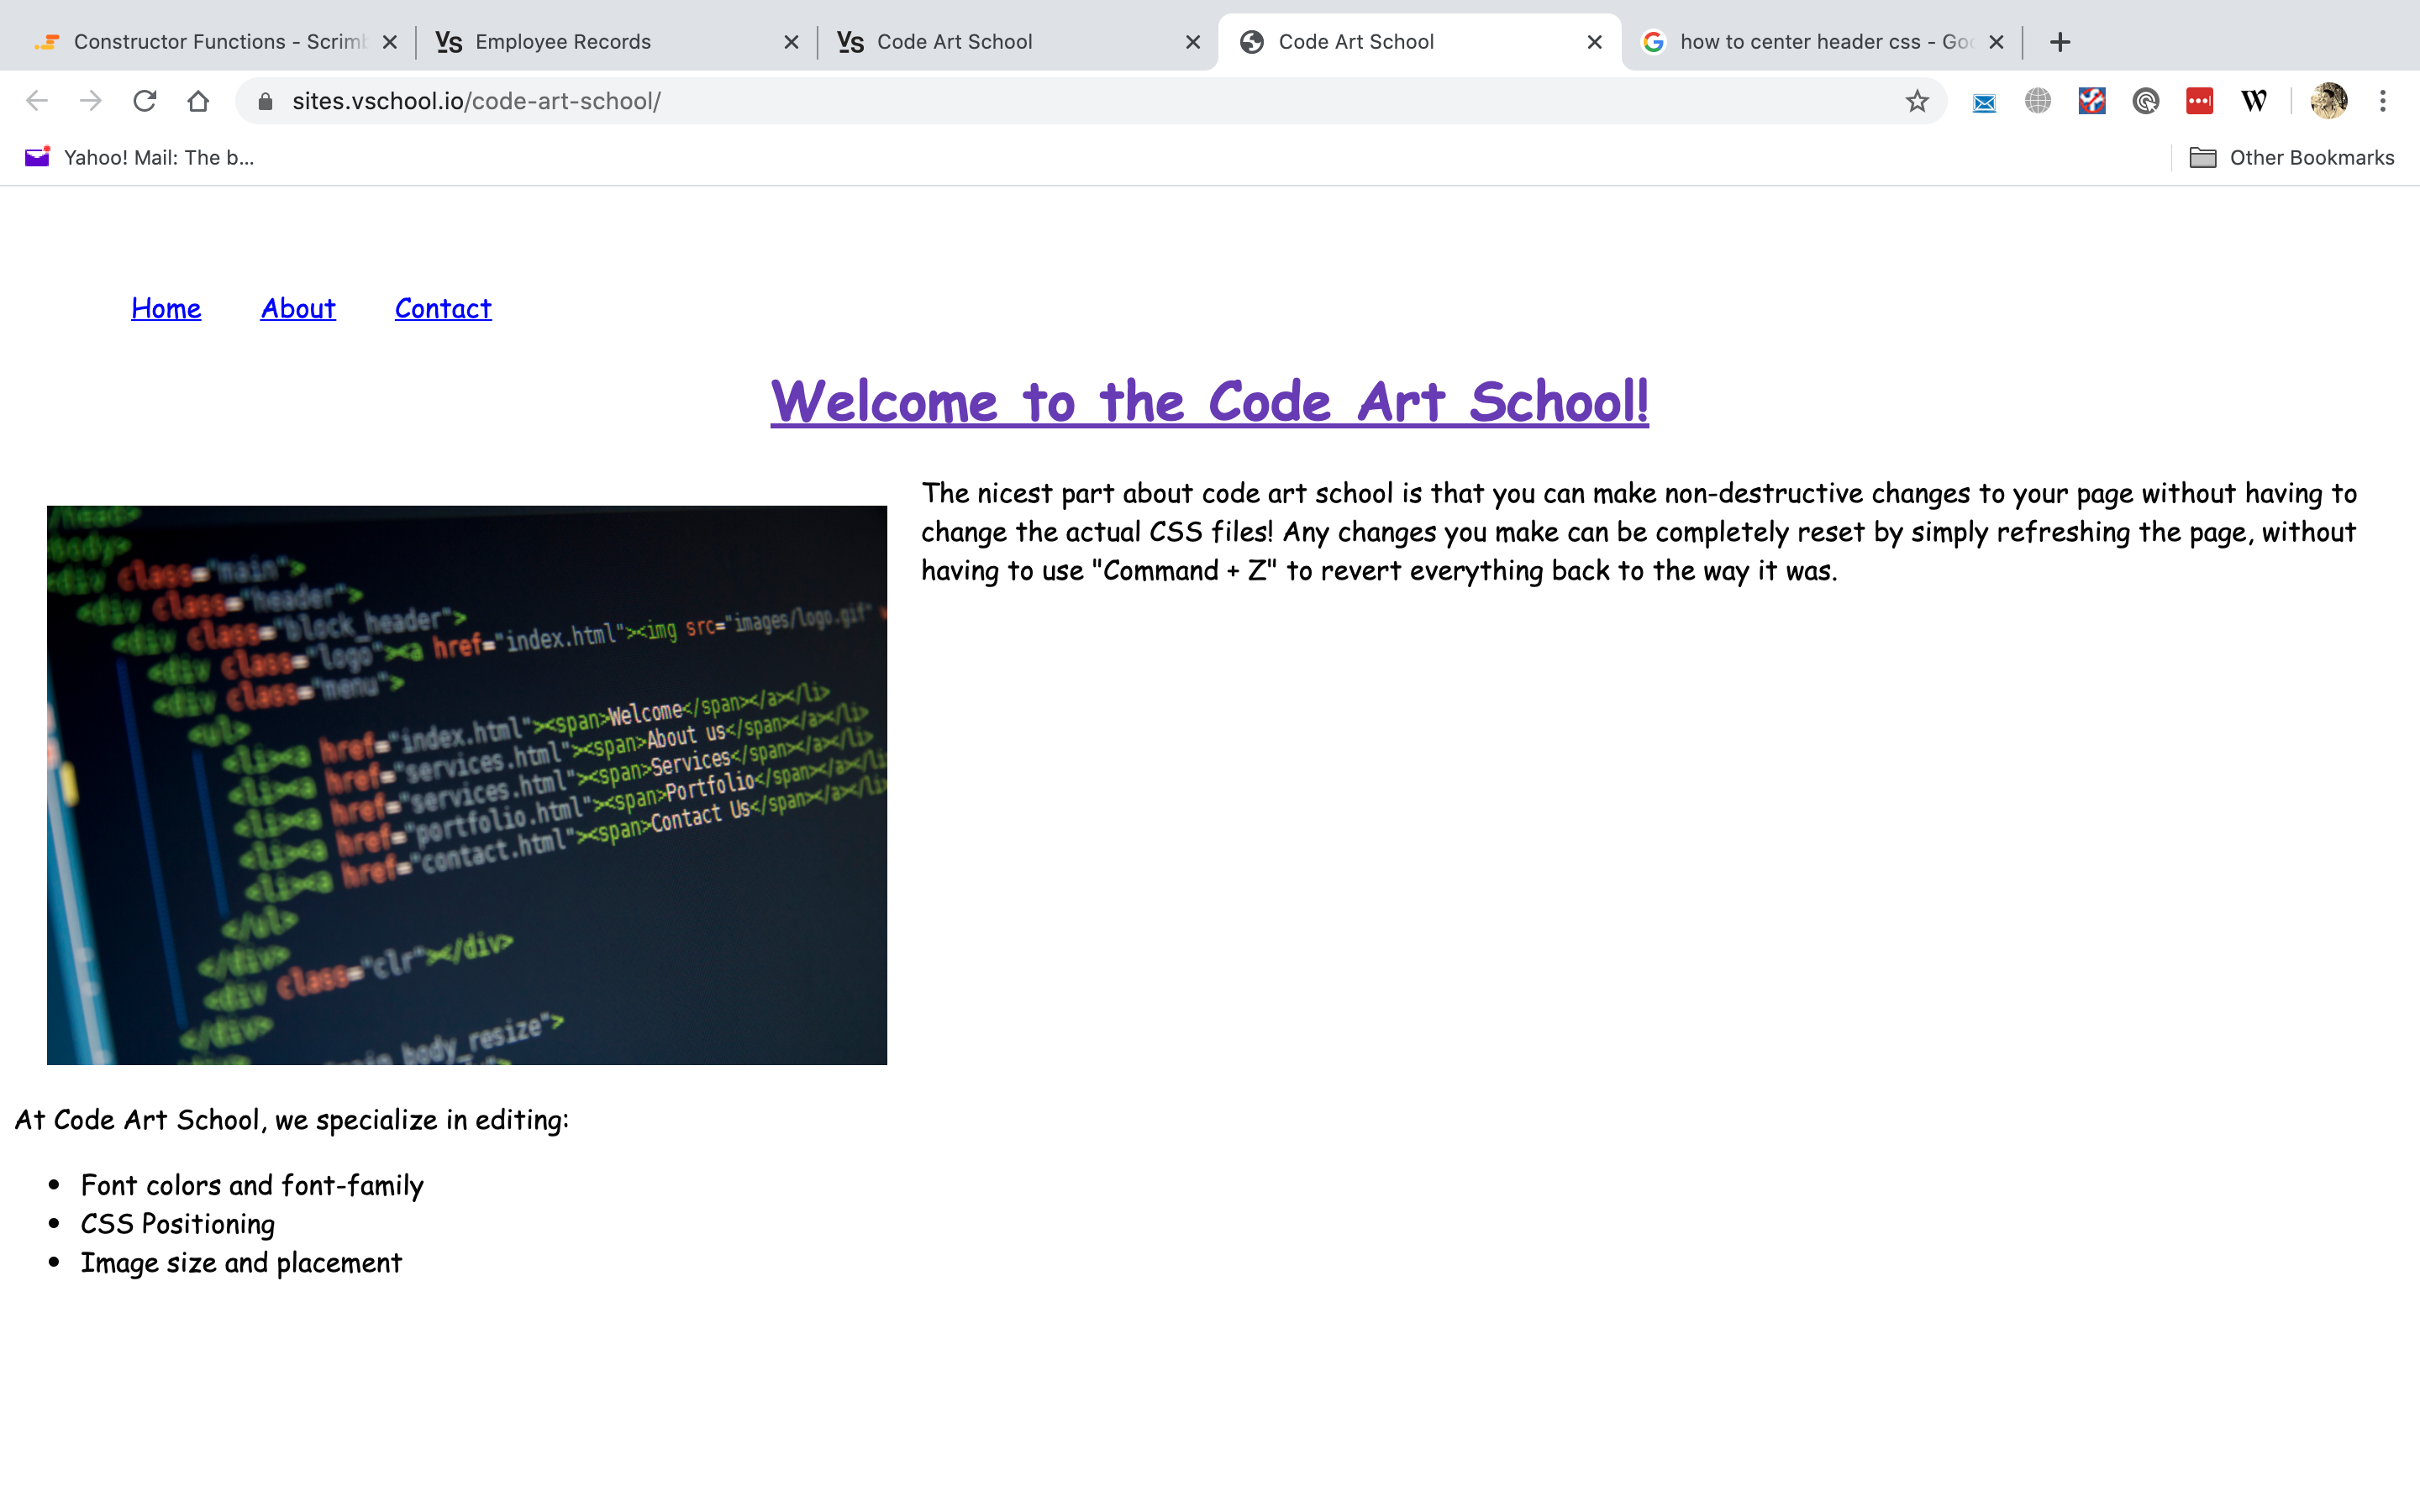 Constructor Functions - Scrim
VS Employee Records
VS Code Art School
Code Art School
how to center header css - Goo
sites.vschool.io/code-art-school/
W
Yahoo! Mail: The b...
Other Bookmarks
Home About Contact
Welcome to the Code Art School!
The nicest part about code art school is that you can make non-destructive changes to your page without having to
change the actual CSS files! Any changes you make can be completely reset by simply refreshing the page, without
having to use "Command + Z" to revert everything back to the way it was.
/head>
body>
<div class="main">
<div class="header">
<div class="block_header">
<div class="logo"><a href="index.html"><img src="images/logo.gif"
<div class="menu">
<ul>
<li><a href="index.html"><span>Welcome</span></a></li>
<li><a href="services.html"><span>About us</span></a></li>
<li><a href="services.html"><span>Services</span></a></li>
<li><a href="portfolio.html"><span>Portfolio</span></a></li>
<li><a href="contact.html"><span>Contact Us</span></a></li>
</ul>
</div>
<div class="clr"></div>
</div>
body_resize">
At Code Art School, we specialize in editing:
• Font colors and font-family
• CSS Positioning
• Image size and placement